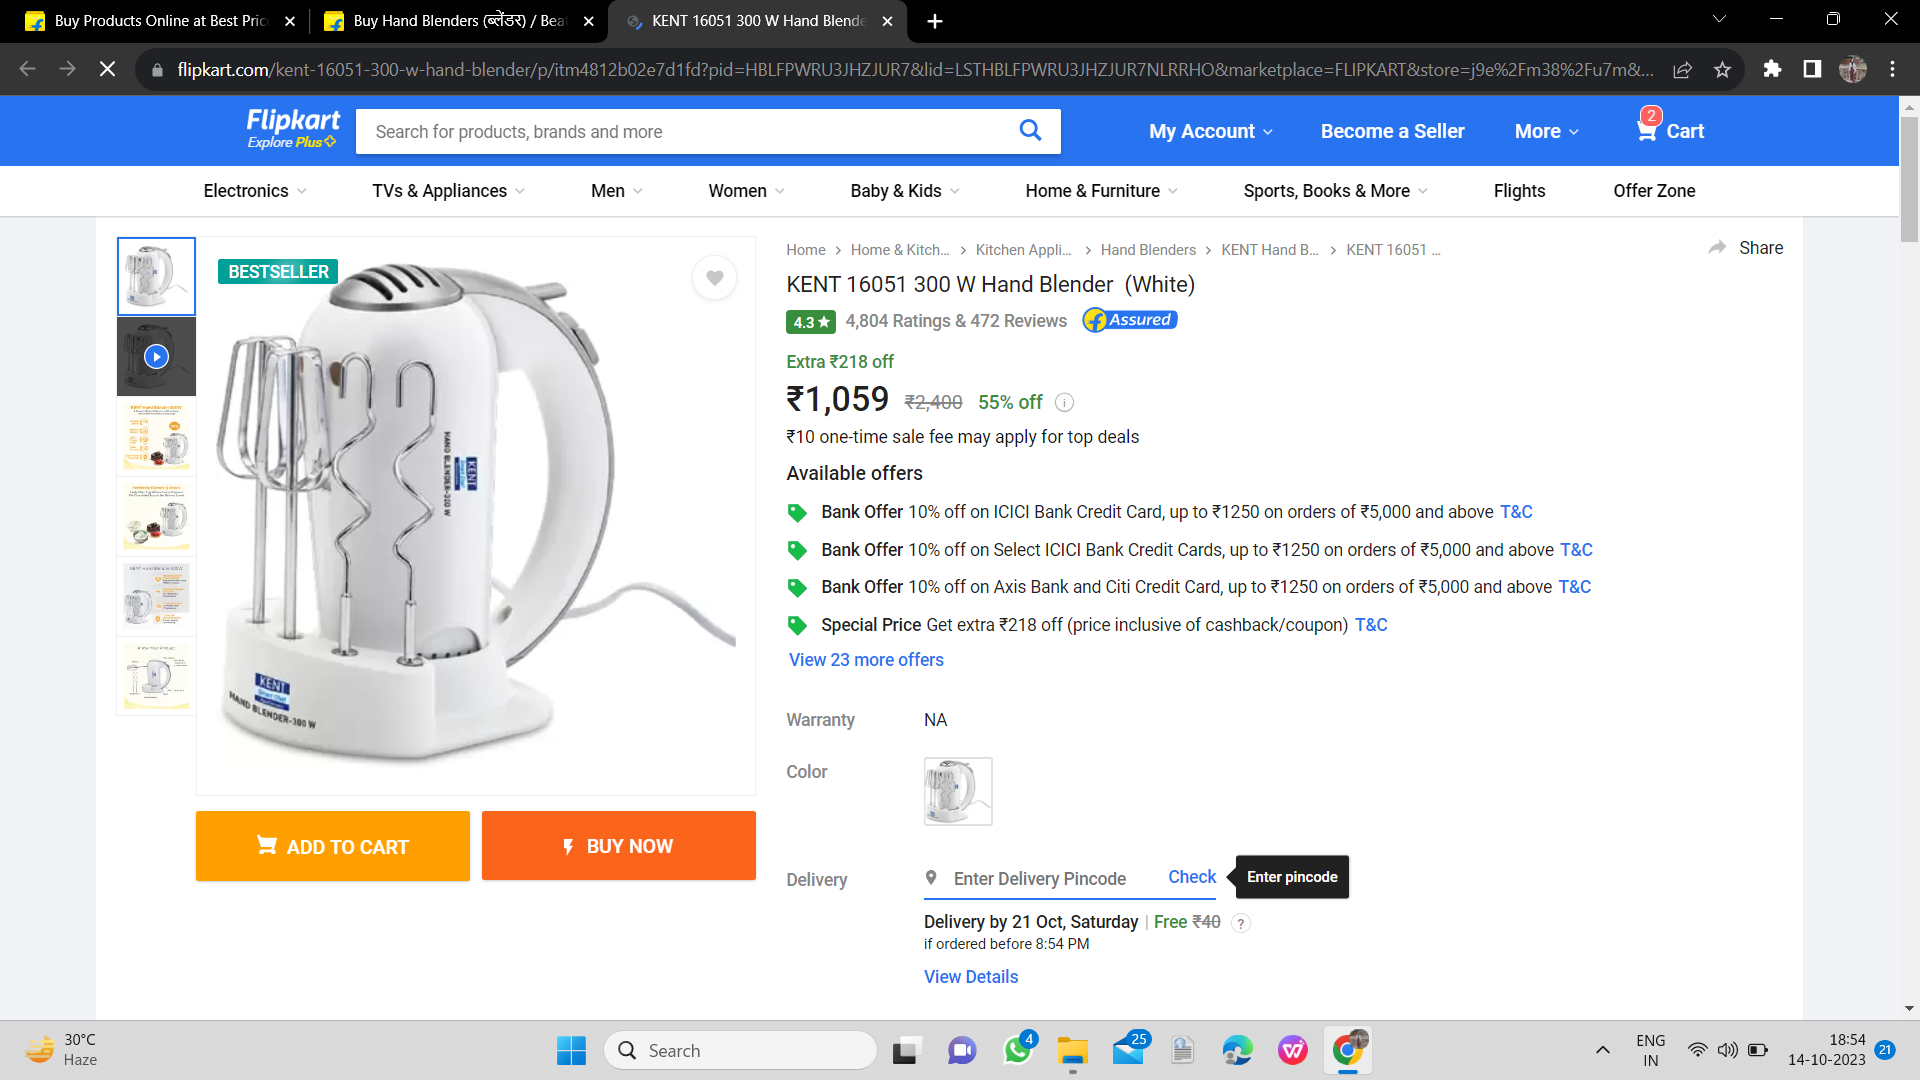 Buy Products Online at Best Pric
Buy Hand Blenders (ब्लेंडर) / Beat
KENT 16051 300 W Hand Blende
flipkart.com/kent-16051-300-w-hand-blender/p/itm4812b02e7d1fd?pid=HBLFPWRU3JHZJUR7&lid=LSTHBLFPWRU3JHZJUR7NLRRHO&marketplace=FLIPKART&store=j9e%2Fm38%2Fu7m&...
Flipkart
Explore Plus
Search for products, brands and more
My Account
Become a Seller
More
2
Cart
Electronics
TVs & Appliances
Men
Women
Baby & Kids
Home & Furniture
Sports, Books & More
Flights
Offer Zone
BESTSELLER
KENT
HAND BLENDER-300 W
KENT
Smart Chef
HAND BLENDER-300 W
Home
Home & Kitch...
Kitchen Appli...
Hand Blenders
KENT Hand B...
KENT 16051 ...
Share
KENT 16051 300 W Hand Blender (White)
4.3★ 4,804 Ratings & 472 Reviews Assured
Extra ₹218 off
₹1,059 ₹2,400 55% off
₹10 one-time sale fee may apply for top deals
Available offers
Bank Offer 10% off on ICICI Bank Credit Card, up to ₹1250 on orders of ₹5,000 and above T&C
Bank Offer 10% off on Select ICICI Bank Credit Cards, up to ₹1250 on orders of ₹5,000 and above T&C
Bank Offer 10% off on Axis Bank and Citi Credit Card, up to ₹1250 on orders of ₹5,000 and above T&C
Special Price Get extra ₹218 off (price inclusive of cashback/coupon) T&C
View 23 more offers
Warranty
NA
Color
ADD TO CART
BUY NOW
Delivery
Enter Delivery Pincode
Check
Enter pincode
Delivery by 21 Oct, Saturday | Free ₹40 ?
if ordered before 8:54 PM
View Details
30°C
Haze
Search
4
25
ENG
IN
18:54
14-10-2023
21